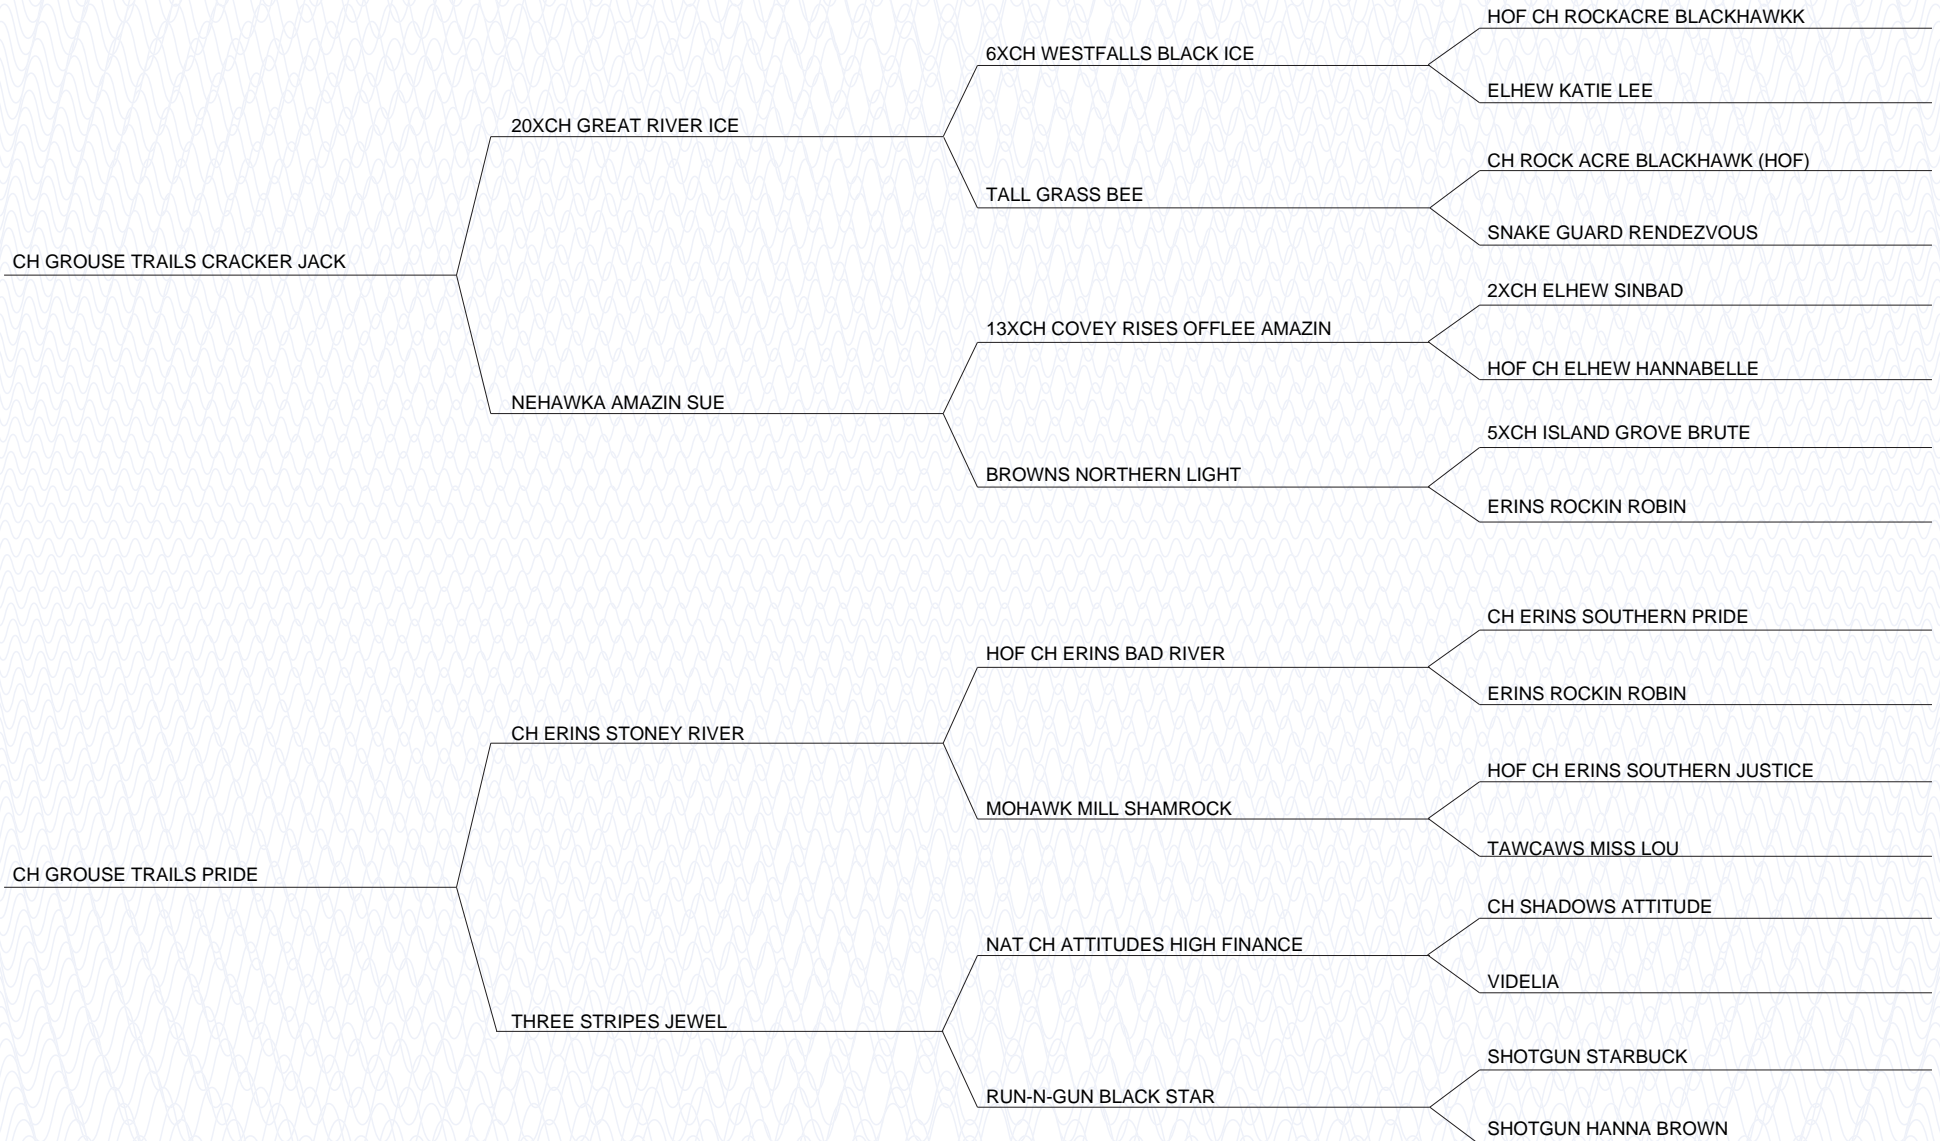 HOF CH ROCKACRE BLACKHAWKK
6XCH WESTFALLS BLACK ICE
ELHEW KATIE LEE
20XCH GREAT RIVER ICE
CH ROCK ACRE BLACKHAWK (HOF)
TALL GRASS BEE
SNAKE GUARD RENDEZVOUS
CH GROUSE TRAILS CRACKER JACK
2XCH ELHEW SINBAD
13XCH COVEY RISES OFFLEE AMAZIN
HOF CH ELHEW HANNABELLE
NEHAWKA AMAZIN SUE
5XCH ISLAND GROVE BRUTE
BROWNS NORTHERN LIGHT
ERINS ROCKIN ROBIN
CH ERINS SOUTHERN PRIDE
HOF CH ERINS BAD RIVER
ERINS ROCKIN ROBIN
CH ERINS STONEY RIVER
HOF CH ERINS SOUTHERN JUSTICE
MOHAWK MILL SHAMROCK
TAWCAWS MISS LOU
CH GROUSE TRAILS PRIDE
CH SHADOWS ATTITUDE
NAT CH ATTITUDES HIGH FINANCE
VIDELIA
THREE STRIPES JEWEL
SHOTGUN STARBUCK
RUN-N-GUN BLACK STAR
SHOTGUN HANNA BROWN